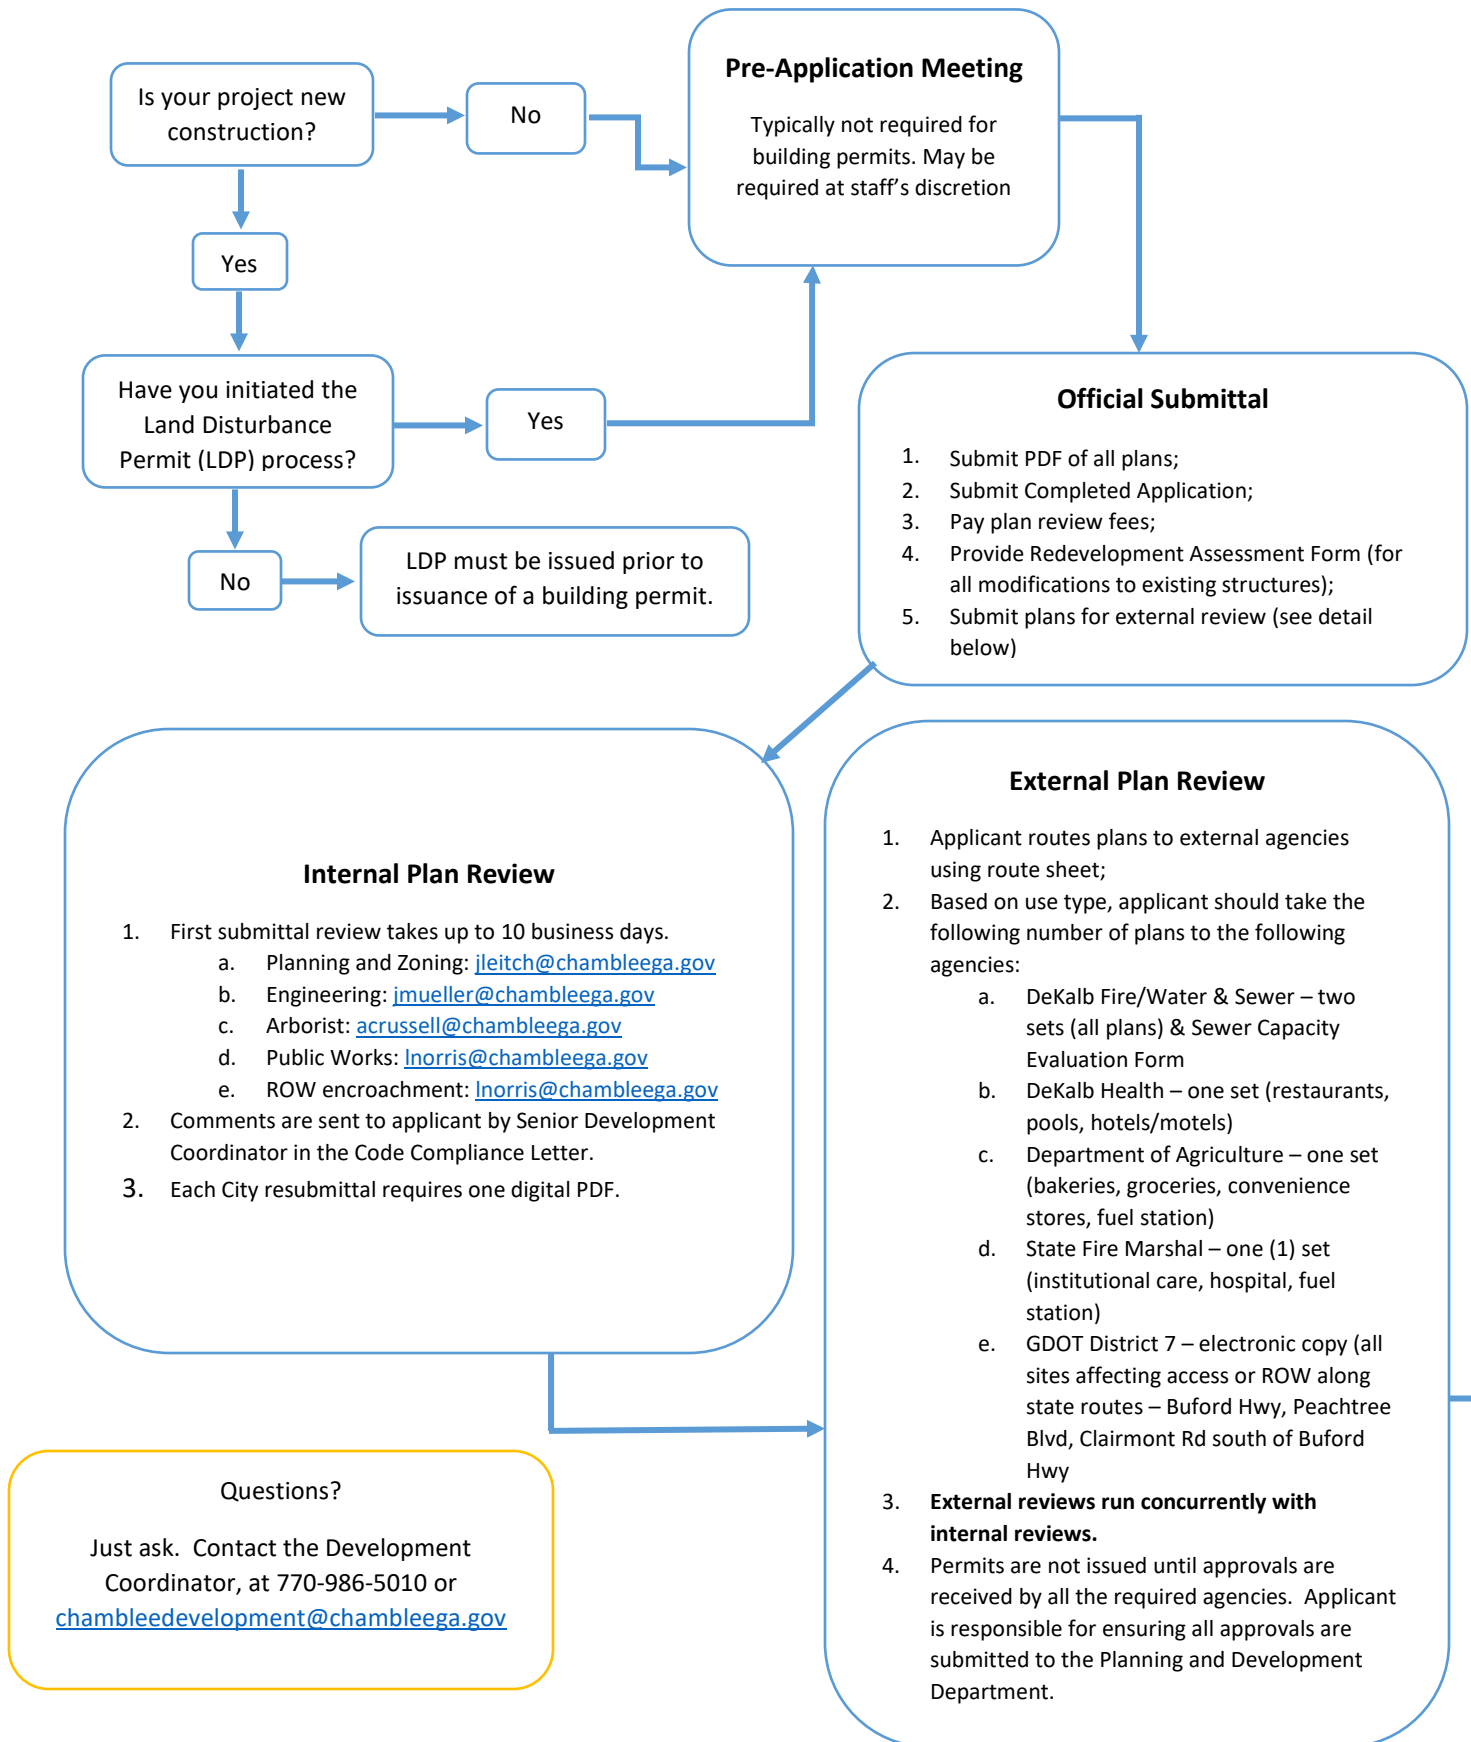 Is your project new
construction?
No
Pre-Application Meeting
Typically not required for
building permits. May be
required at staff’s discretion
Yes
Have you initiated the
Land Disturbance
Permit (LDP) process?
Yes
No
LDP must be issued prior to
issuance of a building permit.
Official Submittal
1. Submit PDF of all plans;
2. Submit Completed Application;
3. Pay plan review fees;
4. Provide Redevelopment Assessment Form (for
all modifications to existing structures);
5. Submit plans for external review (see detail
below)
Internal Plan Review
1. First submittal review takes up to 10 business days.
a. Planning and Zoning: jleitch@chambleega.gov
b. Engineering: jmueller@chambleega.gov
c. Arborist: acrussell@chambleega.gov
d. Public Works: lnorris@chambleega.gov
e. ROW encroachment: lnorris@chambleega.gov
2. Comments are sent to applicant by Senior Development
Coordinator in the Code Compliance Letter.
3. Each City resubmittal requires one digital PDF.
External Plan Review
1. Applicant routes plans to external agencies
using route sheet;
2. Based on use type, applicant should take the
following number of plans to the following
agencies:
a. DeKalb Fire/Water & Sewer – two
sets (all plans) & Sewer Capacity
Evaluation Form
b. DeKalb Health – one set (restaurants,
pools, hotels/motels)
c. Department of Agriculture – one set
(bakeries, groceries, convenience
stores, fuel station)
d. State Fire Marshal – one (1) set
(institutional care, hospital, fuel
station)
e. GDOT District 7 – electronic copy (all
sites affecting access or ROW along
state routes – Buford Hwy, Peachtree
Blvd, Clairmont Rd south of Buford
Hwy
3. External reviews run concurrently with
internal reviews.
4. Permits are not issued until approvals are
received by all the required agencies.  Applicant
is responsible for ensuring all approvals are
submitted to the Planning and Development
Department.
Questions?
Just ask.  Contact the Development
Coordinator, at 770-986-5010 or
chambleedevelopment@chambleega.gov